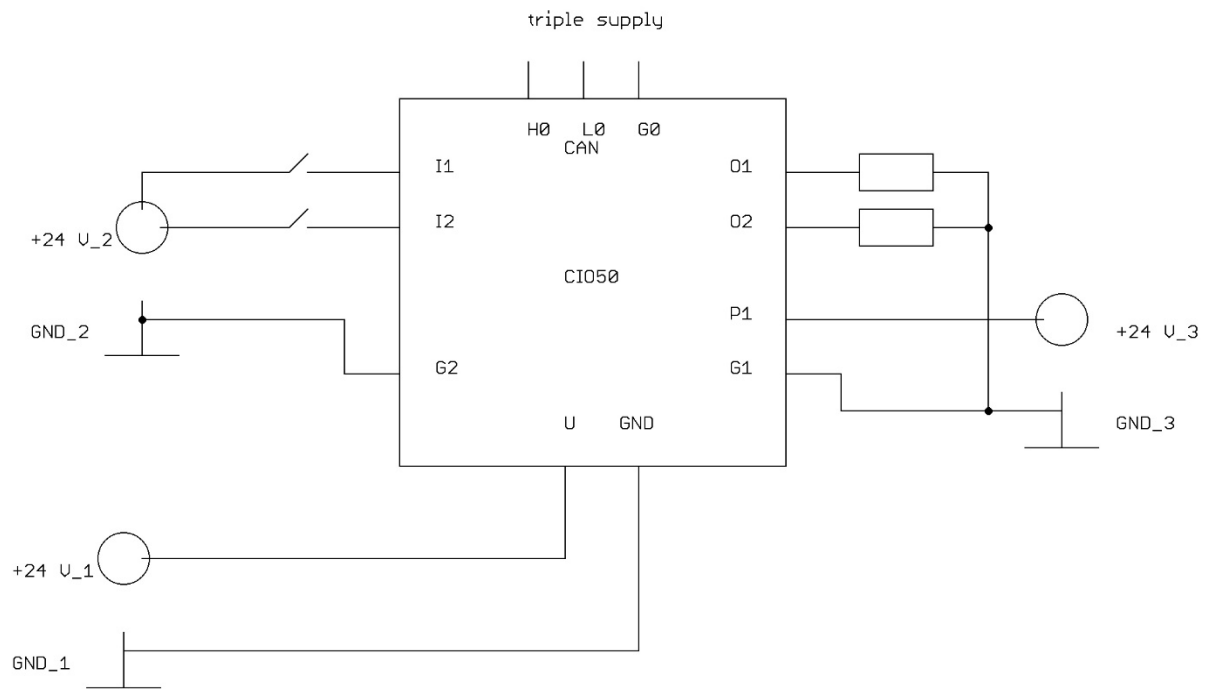 triple supply
H0 L0 G0
CAN
I1 O1
I2 O2
+24 V_2
CIO50
P1
GND_2 +24 V_3
G2 G1
U GND GND_3
+24 V_1
GND_1